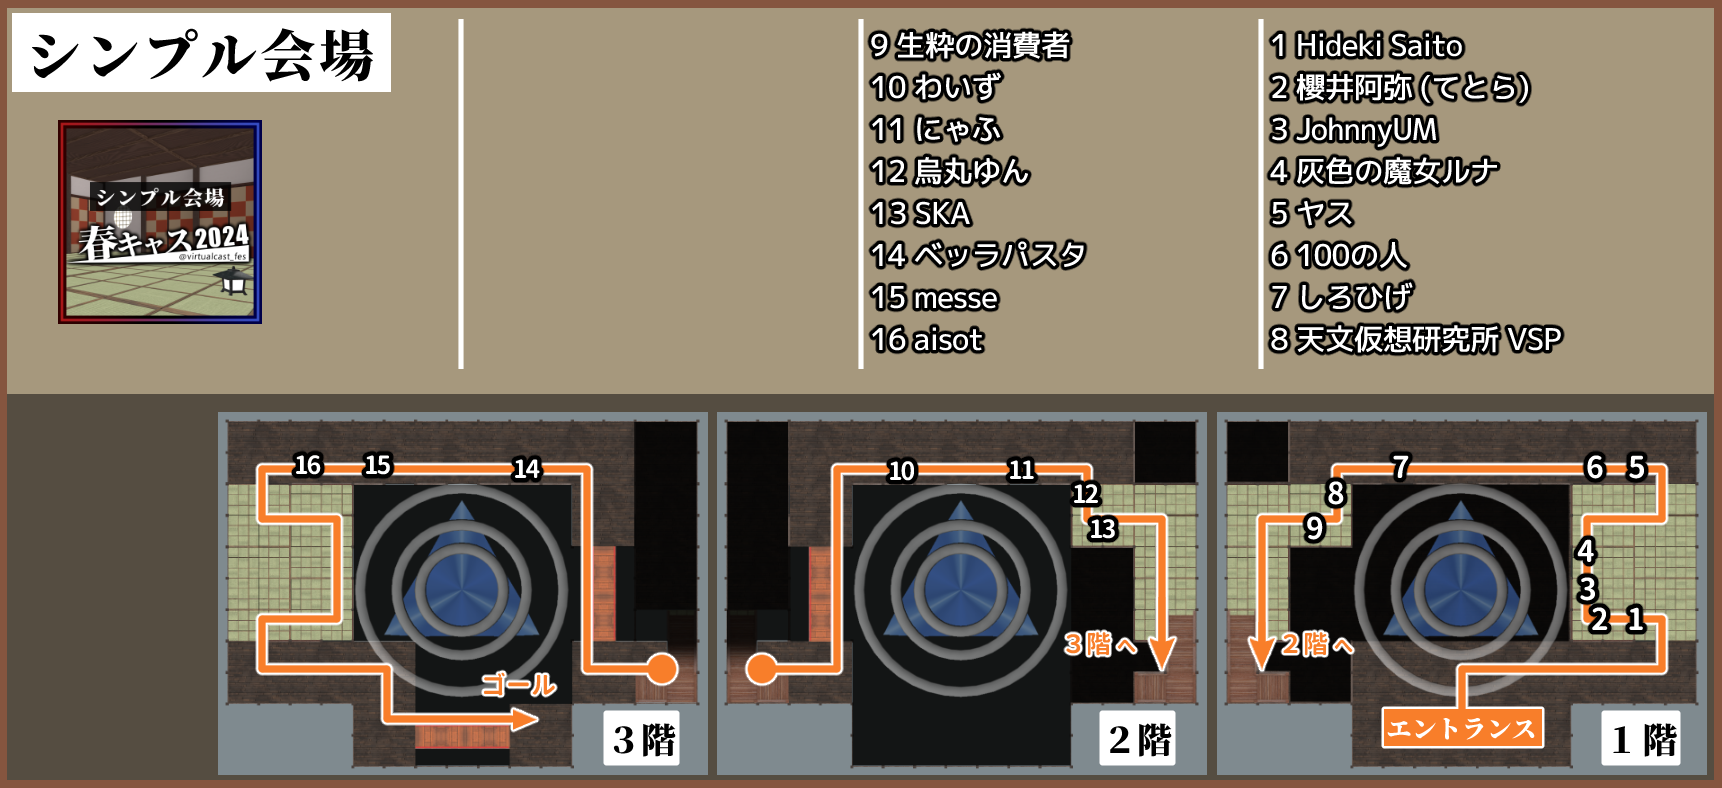 シンプル会場
シンプル会場
春キャス2024
@virtualcast_fes
9 生粋の消費者
10 わいず
11 にゃふ
12 烏丸ゆん
13 SKA
14 ベッラパスタ
15 messe
16 aisot
1 Hideki Saito
2 櫻井阿弥 (てとら)
3 JohnnyUM
4 灰色の魔女ルナ
5 ヤス
6 100の人
7 しろひげ
8 天文仮想研究所 VSP
16
15
14
ゴール
3階
10
11
12
13
3階へ
2階
7
6
5
8
9
4
3
2
1
2階へ
エントランス
1階